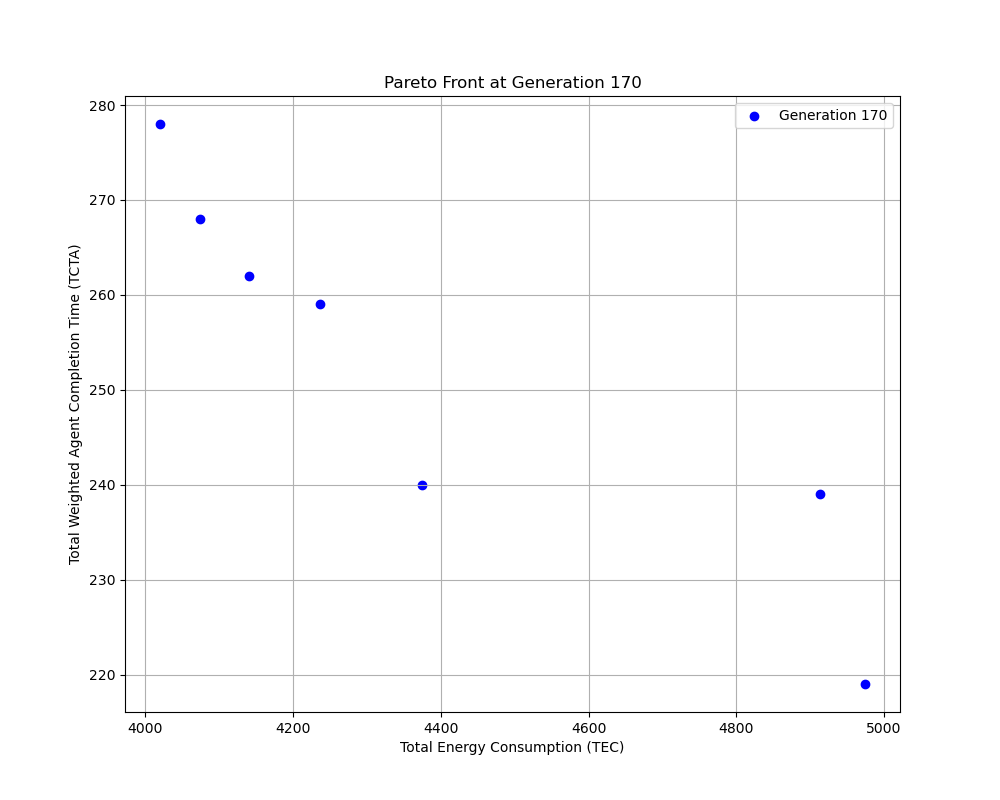 Pareto Front at Generation 170
Generation 170
Total Weighted Agent Completion Time (TCTA)
280
270
260
250
240
230
220
4000 4200 4400 4600 4800 5000
Total Energy Consumption (TEC)